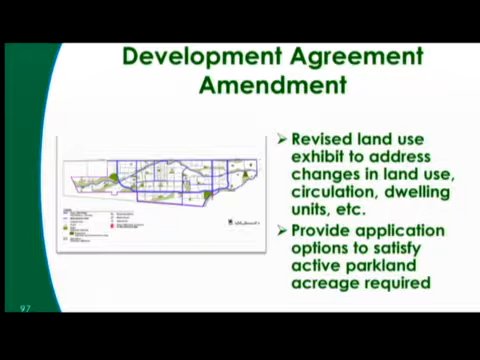 Development Agreement
Amendment
➤ Revised land use
exhibit to address
changes in land use,
circulation, dwelling
units, etc.
➤ Provide application
options to satisfy
active parkland
acreage required
97